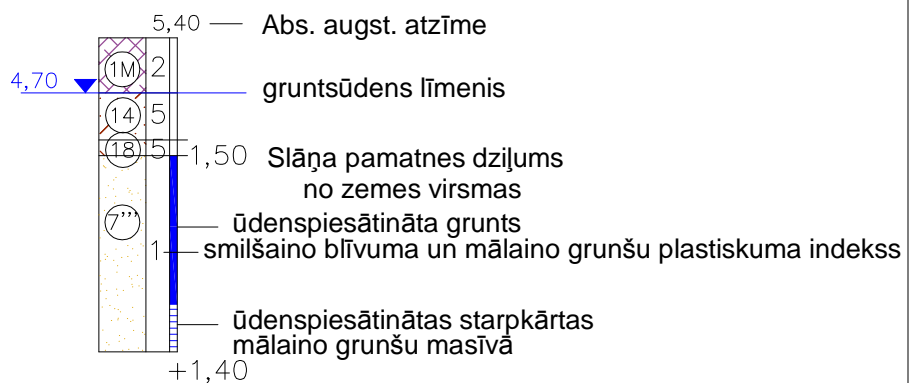 5,40 Abs. augst. atzīme
1M 2
4,70 gruntsūdens līmenis
14 5
18 5 1,50 Slāņa pamatnes dziļums
no zemes virsmas
7''' ūdenspiesātināta grunts
1 smilšaino blīvuma un mālaino grunšu plastiskuma indekss
ūdenspiesātinātas starpkārtas
mālaino grunšu masīvā
+1,40